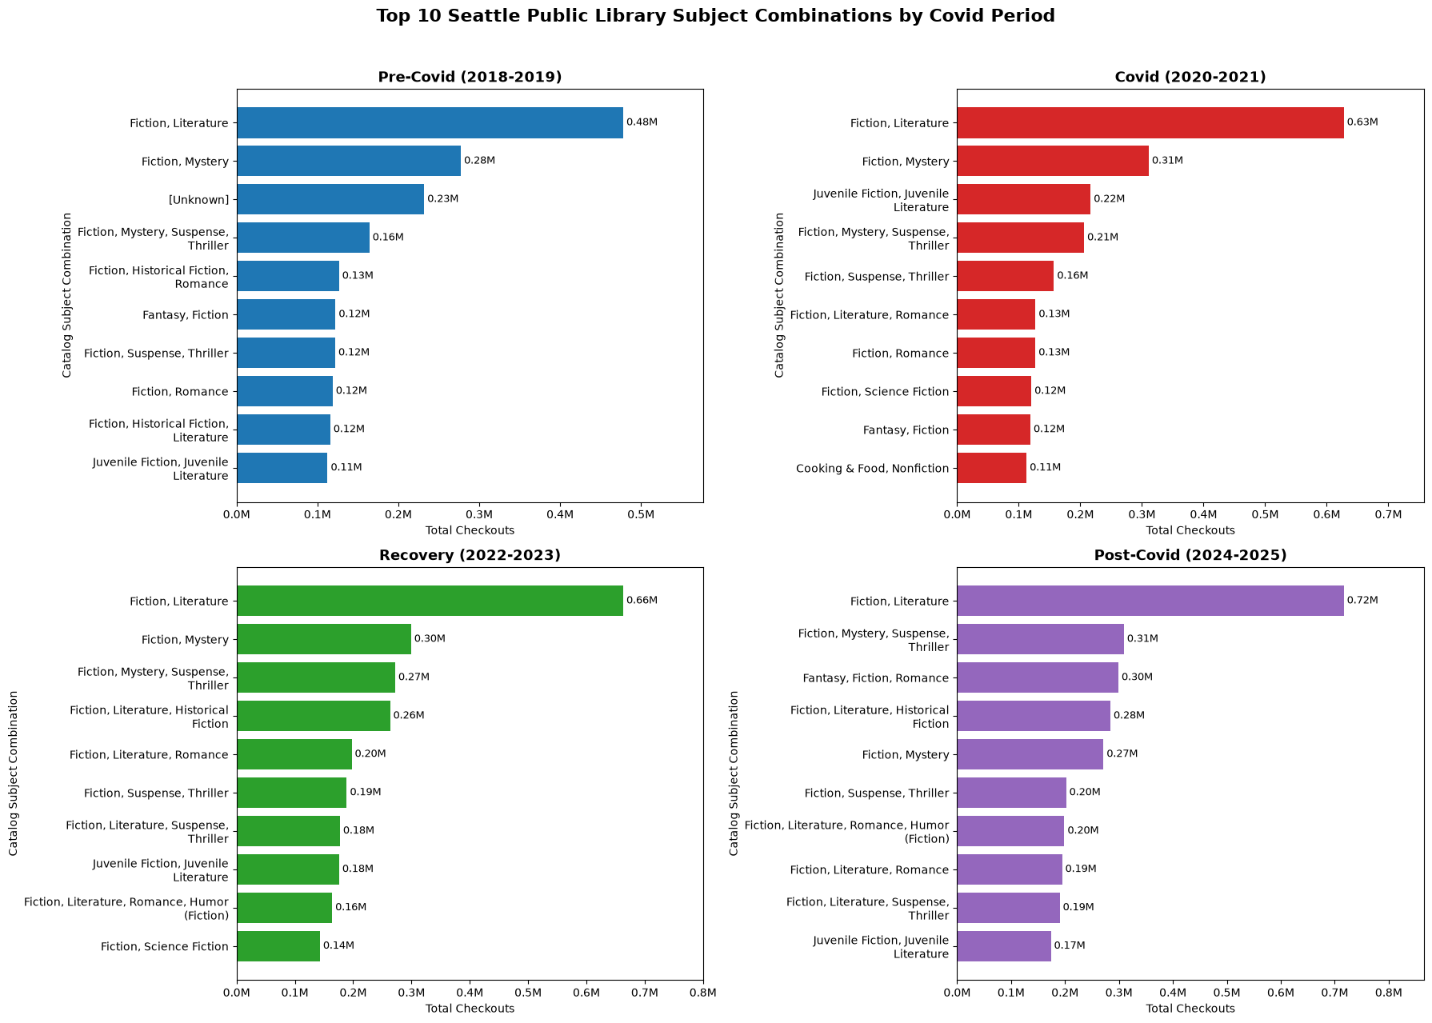 Top 10 Seattle Public Library Subject Combinations by Covid Period
Pre-Covid (2018-2019)
Catalog Subject Combination
Fiction, Literature
0.48M
Fiction, Mystery
0.28M
[Unknown]
0.23M
Fiction, Mystery, Suspense,
Thriller
0.16M
Fiction, Historical Fiction,
Romance
0.13M
Fantasy, Fiction
0.12M
Fiction, Suspense, Thriller
0.12M
Fiction, Romance
0.12M
Fiction, Historical Fiction,
Literature
0.12M
Juvenile Fiction, Juvenile
Literature
0.11M
0.0M 0.1M 0.2M 0.3M 0.4M 0.5M
Total Checkouts
Covid (2020-2021)
Catalog Subject Combination
Fiction, Literature
0.63M
Fiction, Mystery
0.31M
Juvenile Fiction, Juvenile
Literature
0.22M
Fiction, Mystery, Suspense,
Thriller
0.21M
Fiction, Suspense, Thriller
0.16M
Fiction, Literature, Romance
0.13M
Fiction, Romance
0.13M
Fiction, Science Fiction
0.12M
Fantasy, Fiction
0.12M
Cooking & Food, Nonfiction
0.11M
0.0M 0.1M 0.2M 0.3M 0.4M 0.5M 0.6M 0.7M
Total Checkouts
Recovery (2022-2023)
Catalog Subject Combination
Fiction, Literature
0.66M
Fiction, Mystery
0.30M
Fiction, Mystery, Suspense,
Thriller
0.27M
Fiction, Literature, Historical
Fiction
0.26M
Fiction, Literature, Romance
0.20M
Fiction, Suspense, Thriller
0.19M
Fiction, Literature, Suspense,
Thriller
0.18M
Juvenile Fiction, Juvenile
Literature
0.18M
Fiction, Literature, Romance, Humor
(Fiction)
0.16M
Fiction, Science Fiction
0.14M
0.0M 0.1M 0.2M 0.3M 0.4M 0.5M 0.6M 0.7M 0.8M
Total Checkouts
Post-Covid (2024-2025)
Catalog Subject Combination
Fiction, Literature
0.72M
Fiction, Mystery, Suspense,
Thriller
0.31M
Fantasy, Fiction, Romance
0.30M
Fiction, Literature, Historical
Fiction
0.28M
Fiction, Mystery
0.27M
Fiction, Suspense, Thriller
0.20M
Fiction, Literature, Romance, Humor
(Fiction)
0.20M
Fiction, Literature, Romance
0.19M
Fiction, Literature, Suspense,
Thriller
0.19M
Juvenile Fiction, Juvenile
Literature
0.17M
0.0M 0.1M 0.2M 0.3M 0.4M 0.5M 0.6M 0.7M 0.8M
Total Checkouts